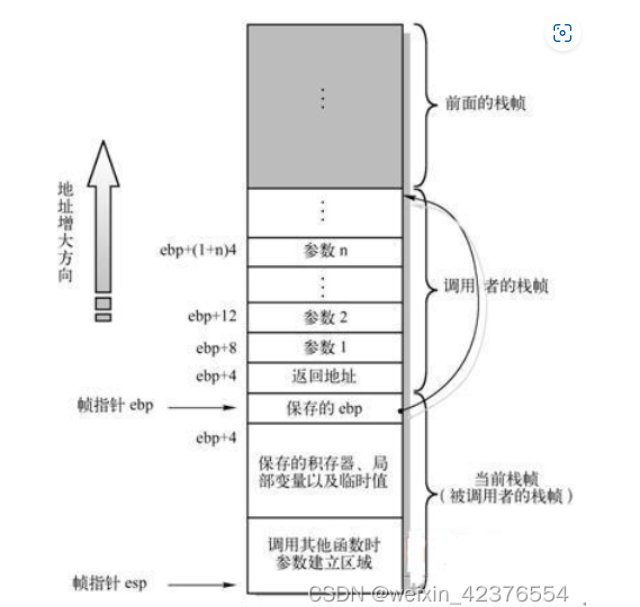 前面的栈帧
地址增大方向
ebp+(1+n)4
参数 n
调用 者的栈帧
ebp+12
参数 2
ebp+8
参数 1
ebp+4
返回地址
帧指针 ebp
保存的 ebp
ebp+4
保存的积存器、局
部变量以及临时值
当前栈帧
（被调用者的栈帧）
调用其他函数时
参数建立区域
帧指针 esp
CSDN @weixin_42376554